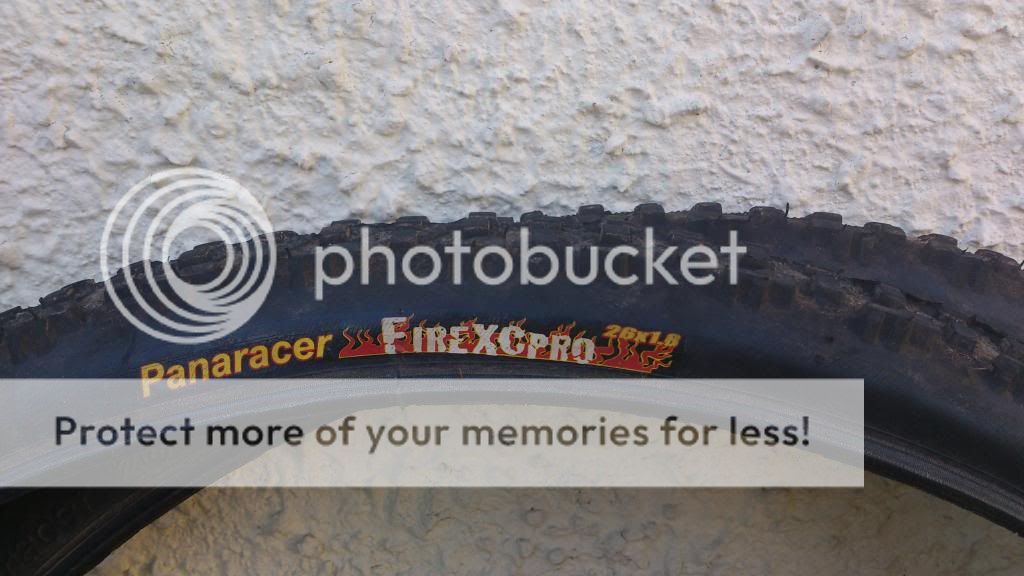 photobucket
Panaracer FIREXCPRO 26x1.8
Protect more of your memories for less!